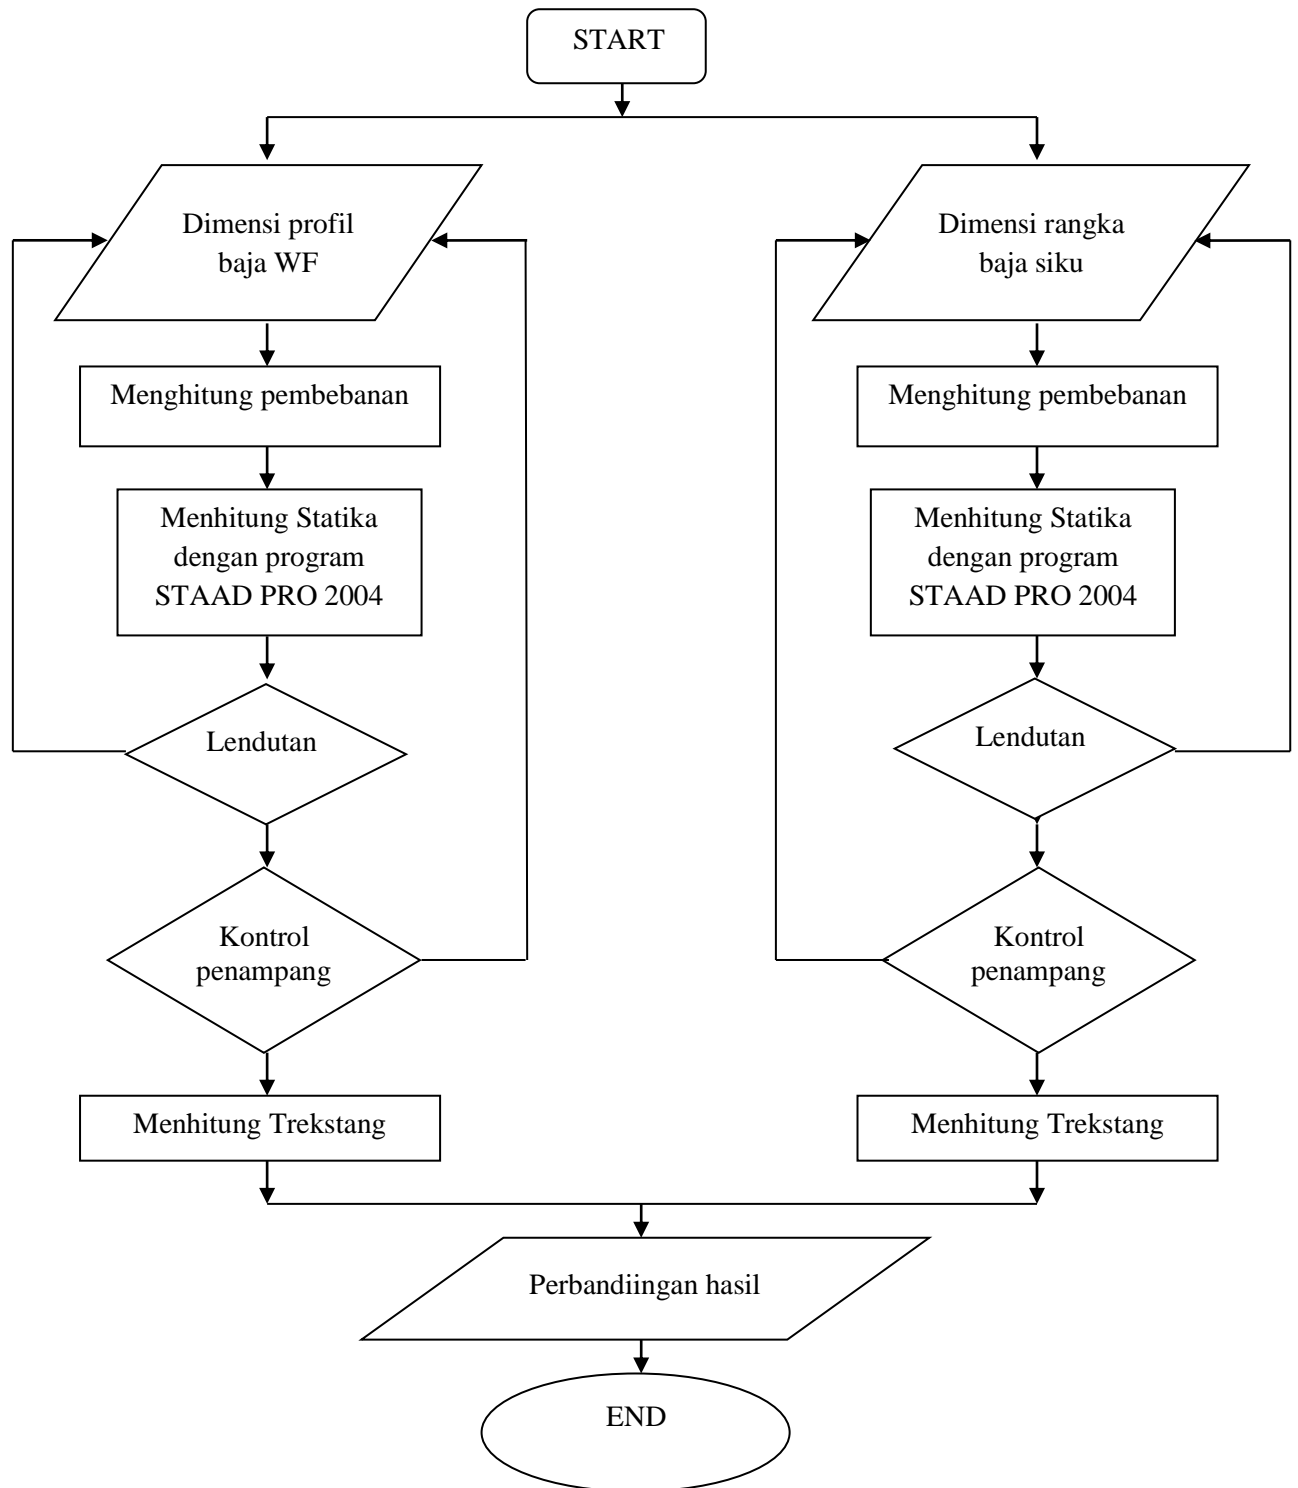 START
Dimensi profil
baja WF
Menghitung pembebanan
Menhitung Statika
dengan program
STAAD PRO 2004
Lendutan
Kontrol
penampang
Menhitung Trekstang
Dimensi rangka
baja siku
Menghitung pembebanan
Menhitung Statika
dengan program
STAAD PRO 2004
Lendutan
Kontrol
penampang
Menhitung Trekstang
Perbandiingan hasil
END